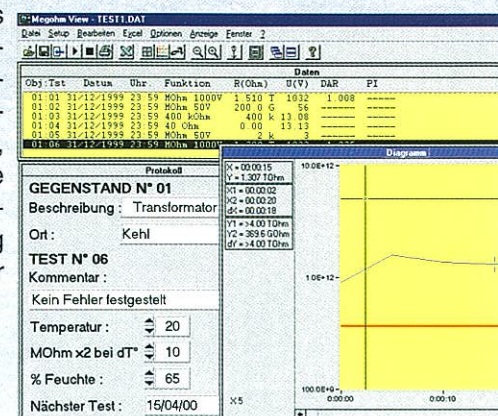 Megohm View - TEST1.DAT
Datei Setup Bearbeiten Excel Optionen Anzeige Fenster ?
Daten
Obj:Tst Datum Uhr Funktion R(Ohm) U(V) DAR PI
01:01 31/12/1999 23:59 MOhm 1000V 1 510 T 1032 1.008 -----
01:02 31/12/1999 23:59 MOhm 50V 200.0 G 56 ----- -----
01:03 31/12/1999 23:59 400 kOhm 400 k 13.08 ----- -----
01:04 31/12/1999 23:59 40 Ohm 0.00 13.13 ----- -----
01:05 31/12/1999 23:59 MOhm 50V 2 k 3 ----- -----
01:06 31/12/1999 23:59 MOhm 1000V
Protokoll
GEGENSTAND N° 01
Beschreibung : Transformator
Ort : Kehl
TEST N° 06
Kommentar :
Kein Fehler festgestelt
Temperatur : 20
MOhm x2 bei dT° 10
% Feuchte : 65
Nächster Test : 15/04/00
Diagramm
X = 00:00:15
Y = 1.307 TOhm
X1 = 00:00:02
X2 = 00:00:20
dX = 00:00:18
Y1 = >4.00 TOhm
Y2 = 369.6 GOhm
dY = >4.00 TOhm
X5
10.0E+12
1.0E+12
100.0E+9
0:00:00 0:00:10